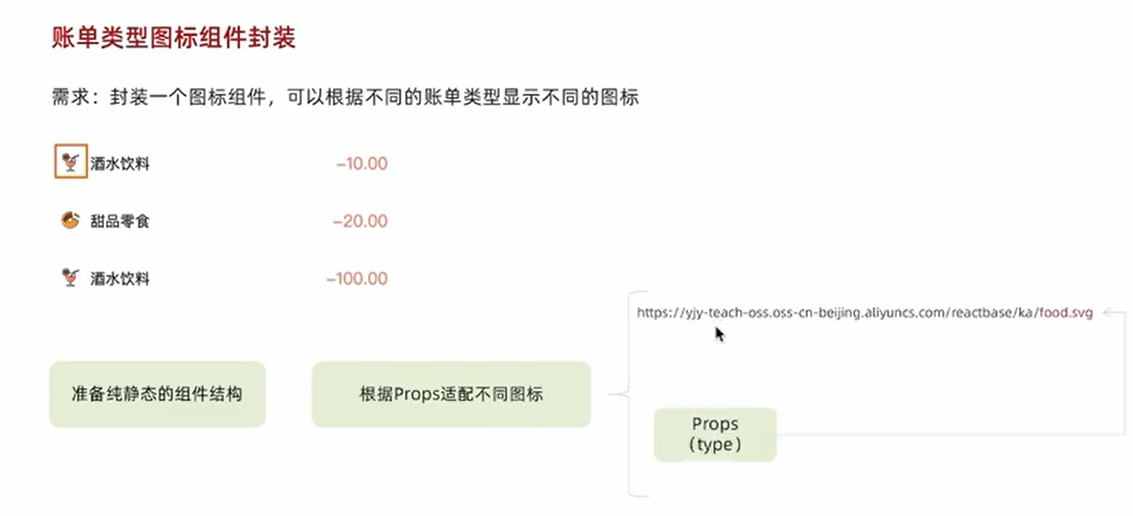 账单类型图标组件封装
需求：封装一个图标组件，可以根据不同的账单类型显示不同的图标
酒水饮料 -10.00
甜品零食 -20.00
酒水饮料 -100.00
https://yjy-teach-oss.oss-cn-beijing.aliyuncs.com/reactbase/ka/food.svg
准备纯静态的组件结构
根据Props适配不同图标
Props
（type）